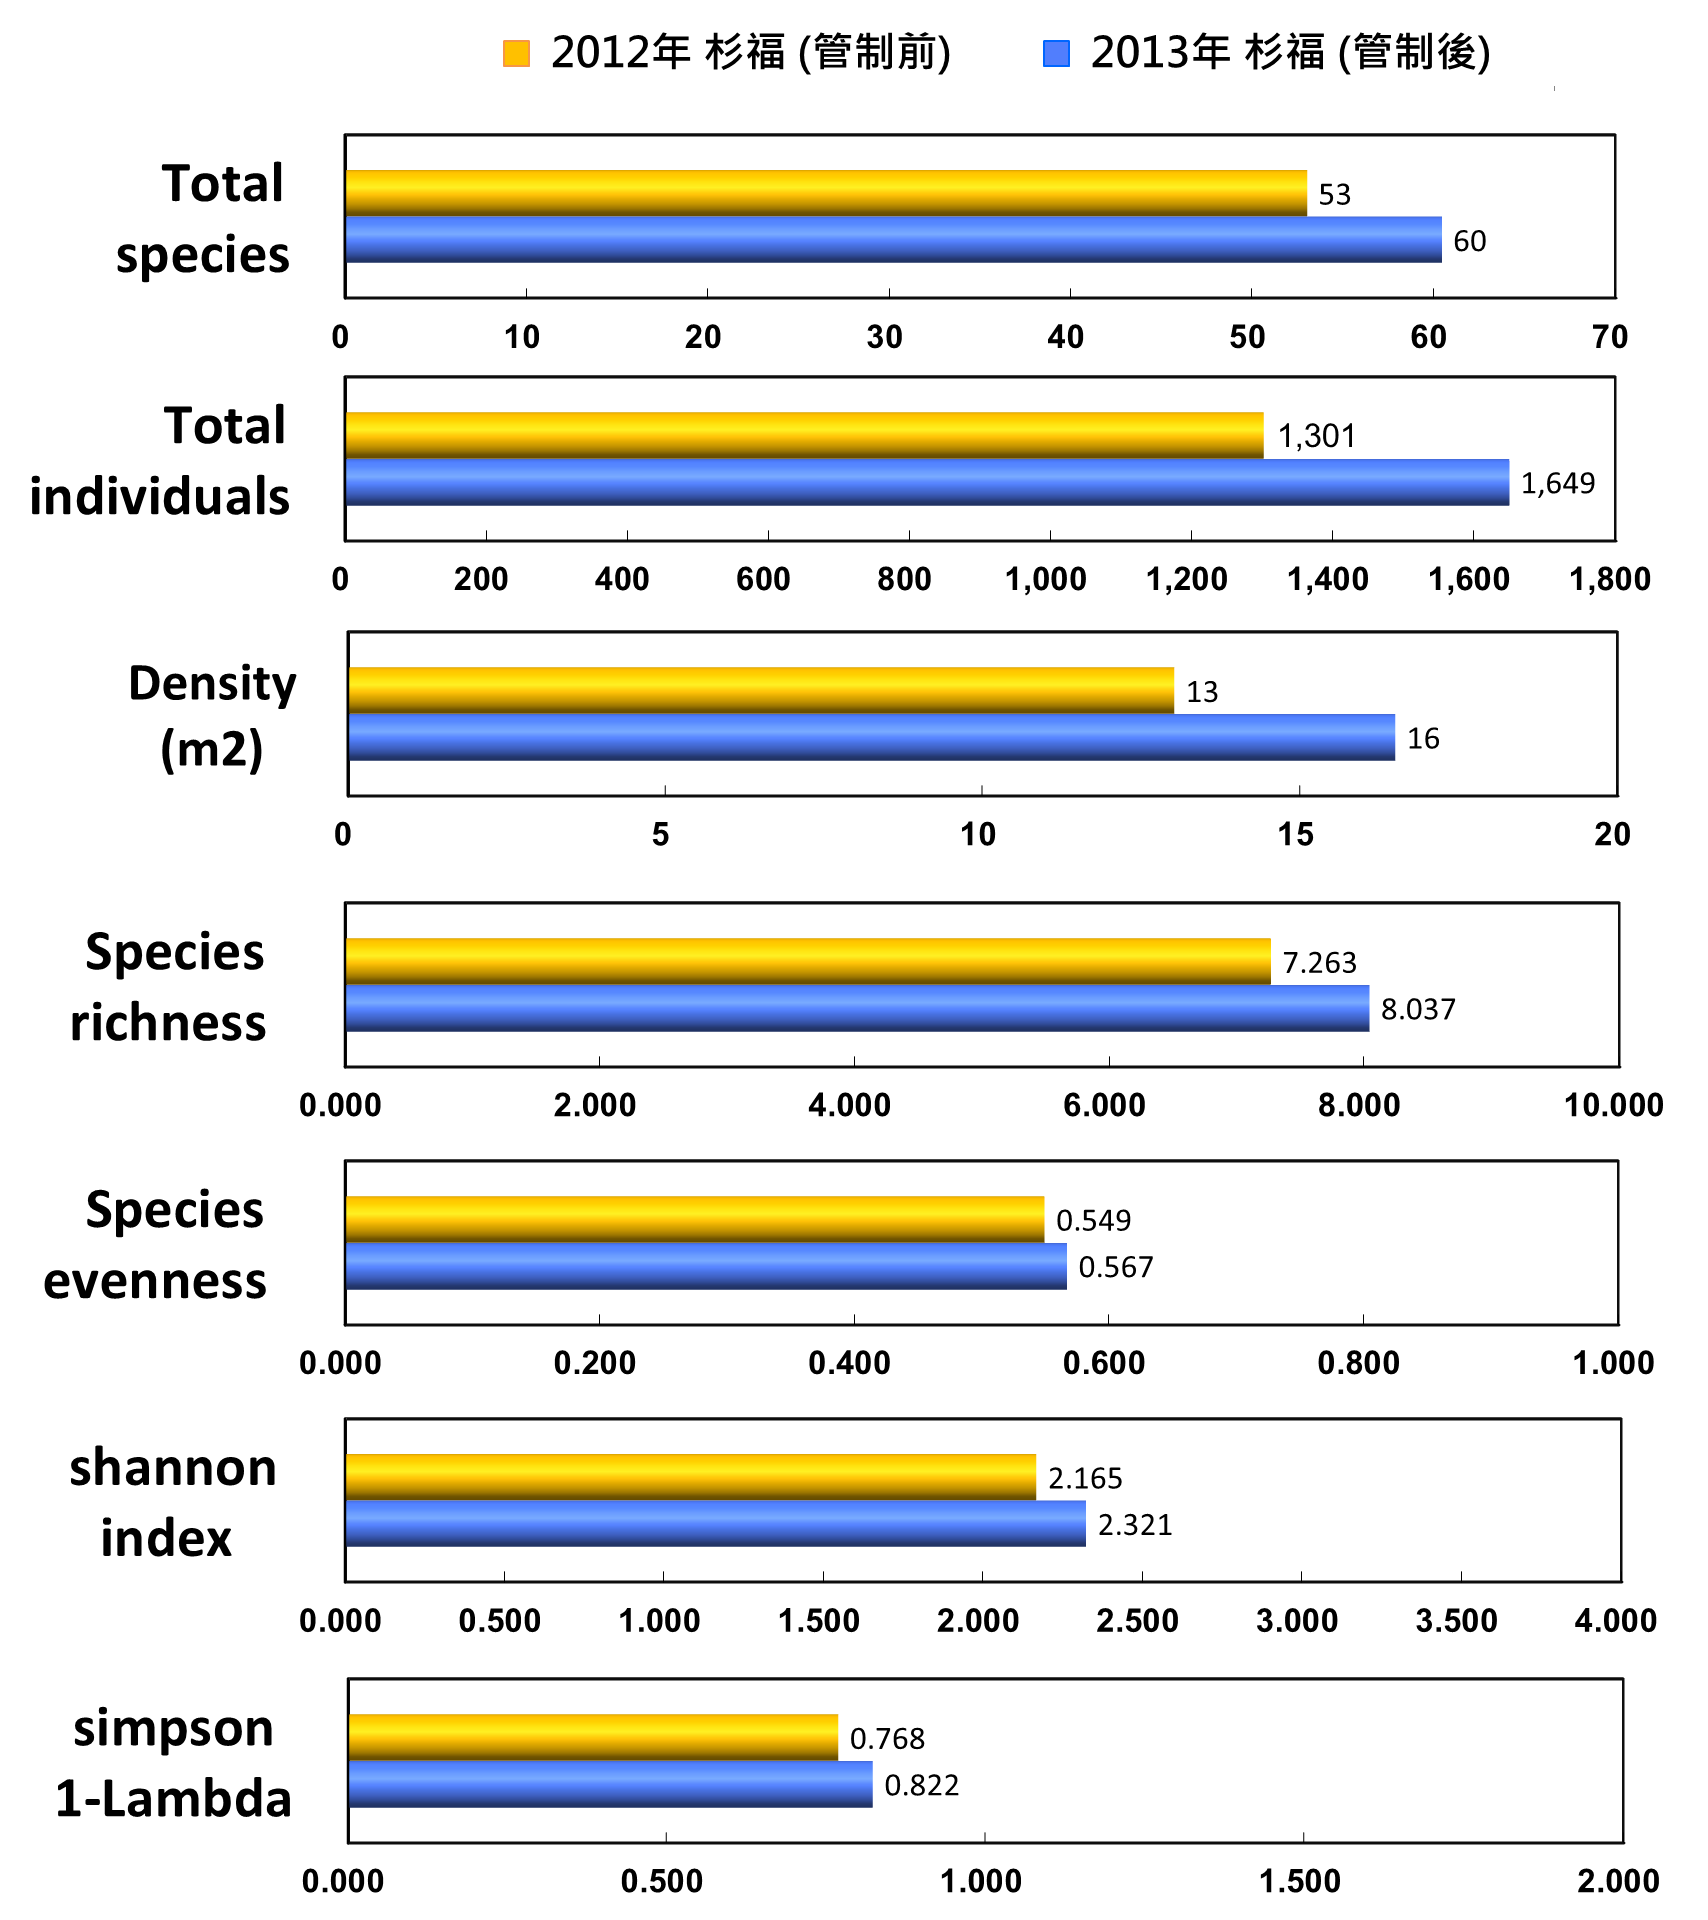 2012年 杉福 (管制前) 2013年 杉福 (管制後)
Total
species
53
60
0 10 20 30 40 50 60 70
Total
individuals
1,301
1,649
0 200 400 600 800 1,000 1,200 1,400 1,600 1,800
Density
(m2)
13
16
0 5 10 15 20
Species
richness
7.263
8.037
0.000 2.000 4.000 6.000 8.000 10.000
Species
evenness
0.549
0.567
0.000 0.200 0.400 0.600 0.800 1.000
shannon
index
2.165
2.321
0.000 0.500 1.000 1.500 2.000 2.500 3.000 3.500 4.000
simpson
1-Lambda
0.768
0.822
0.000 0.500 1.000 1.500 2.000